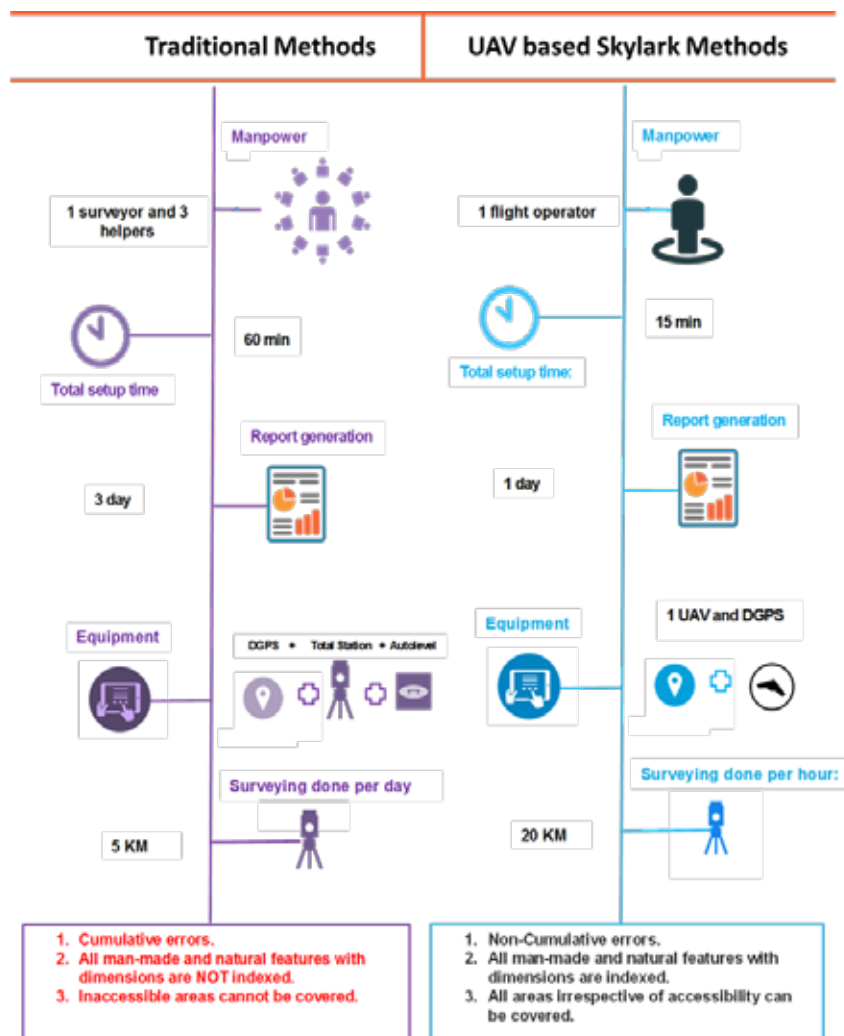 Traditional Methods
UAV based Skylark Methods
Manpower
1 surveyor and 3
helpers
60 min
Total setup time
Report generation
3 day
Equipment
DGPS + Total Station + Autolevel
Surveying done per day
5 KM
1. Cumulative errors.
2. All man-made and natural features with
dimensions are NOT indexed.
3. Inaccessible areas cannot be covered.
Manpower
1 flight operator
15 min
Total setup time:
Report generation
1 day
1 UAV and DGPS
Equipment
Surveying done per hour:
20 KM
1. Non-Cumulative errors.
2. All man-made and natural features with
dimensions are indexed.
3. All areas irrespective of accessibility can
be covered.